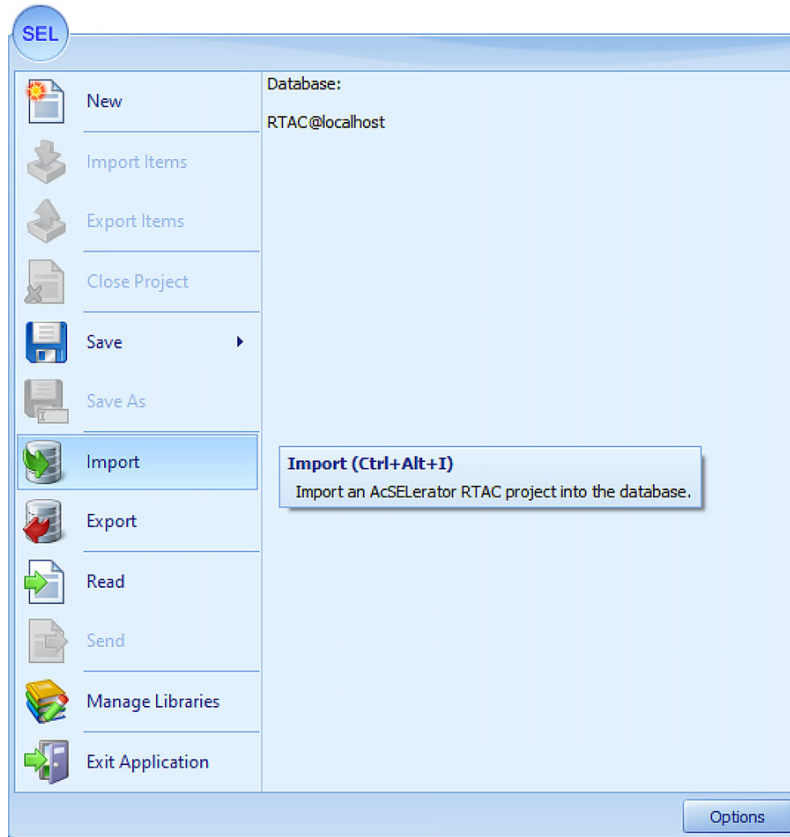 SEL
Database:
RTAC@localhost
New
Import Items
Export Items
Close Project
Save
Save As
Import
Import (Ctrl+Alt+I)
Import an AcSELerator RTAC project into the database.
Export
Read
Send
Manage Libraries
Exit Application
Options